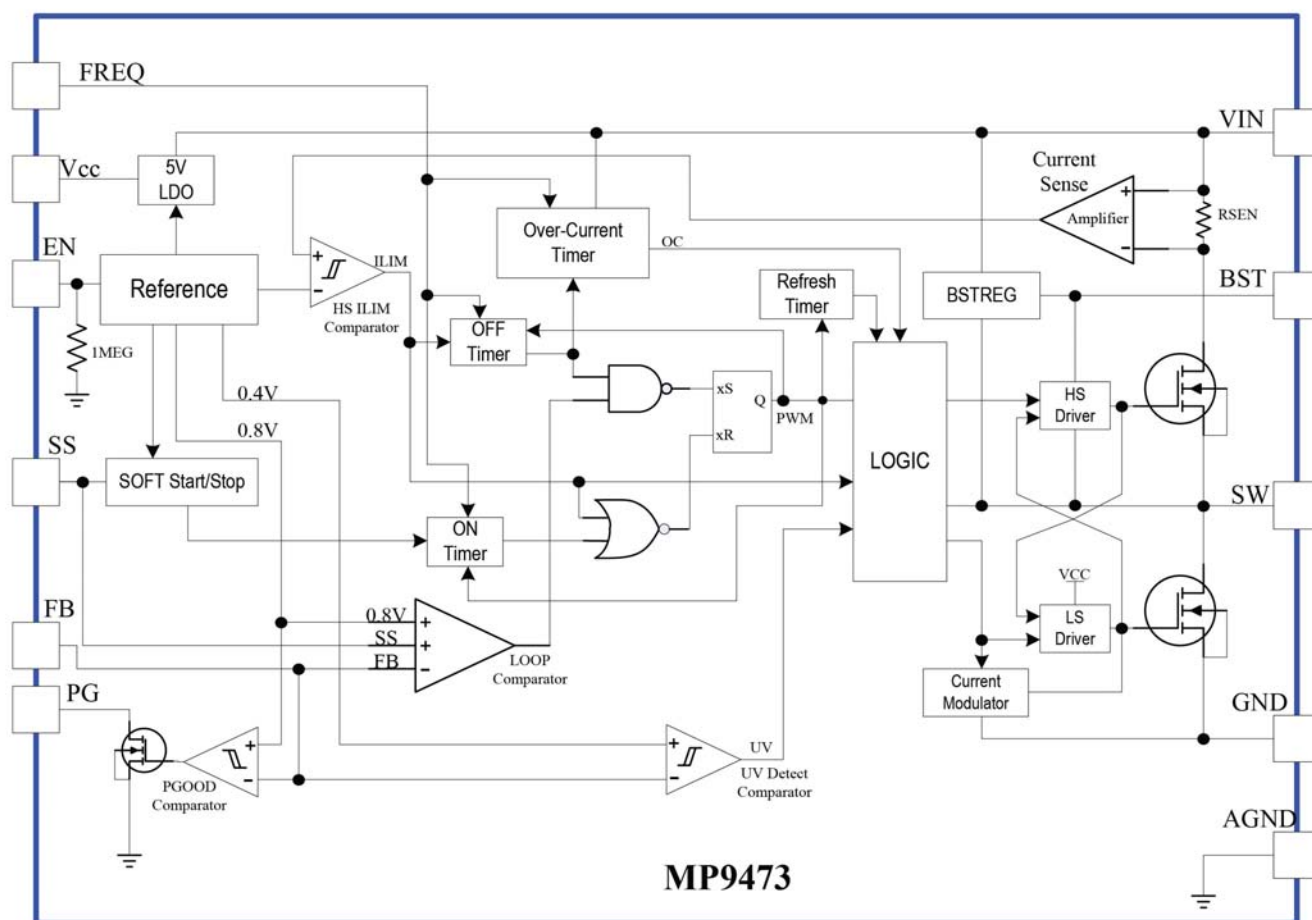 FREQ
VIN
Vcc
5V
LDO
Current
Sense
+
Amplifier
-
RSEN
EN
Over-Current
Timer
OC
+
-
ILIM
HS ILIM
Comparator
Reference
Refresh
Timer
BSTREG
BST
1MEG
OFF
Timer
0.4V
0.8V
xS
Q
xR
PWM
HS
Driver
SS
SOFT Start/Stop
LOGIC
SW
ON
Timer
VCC
LS
Driver
FB
0.8V
+
SS
+
FB
-
LOOP
Comparator
Current
Modulator
PG
GND
+
-
PGOOD
Comparator
+
-
UV
UV Detect
Comparator
AGND
MP9473